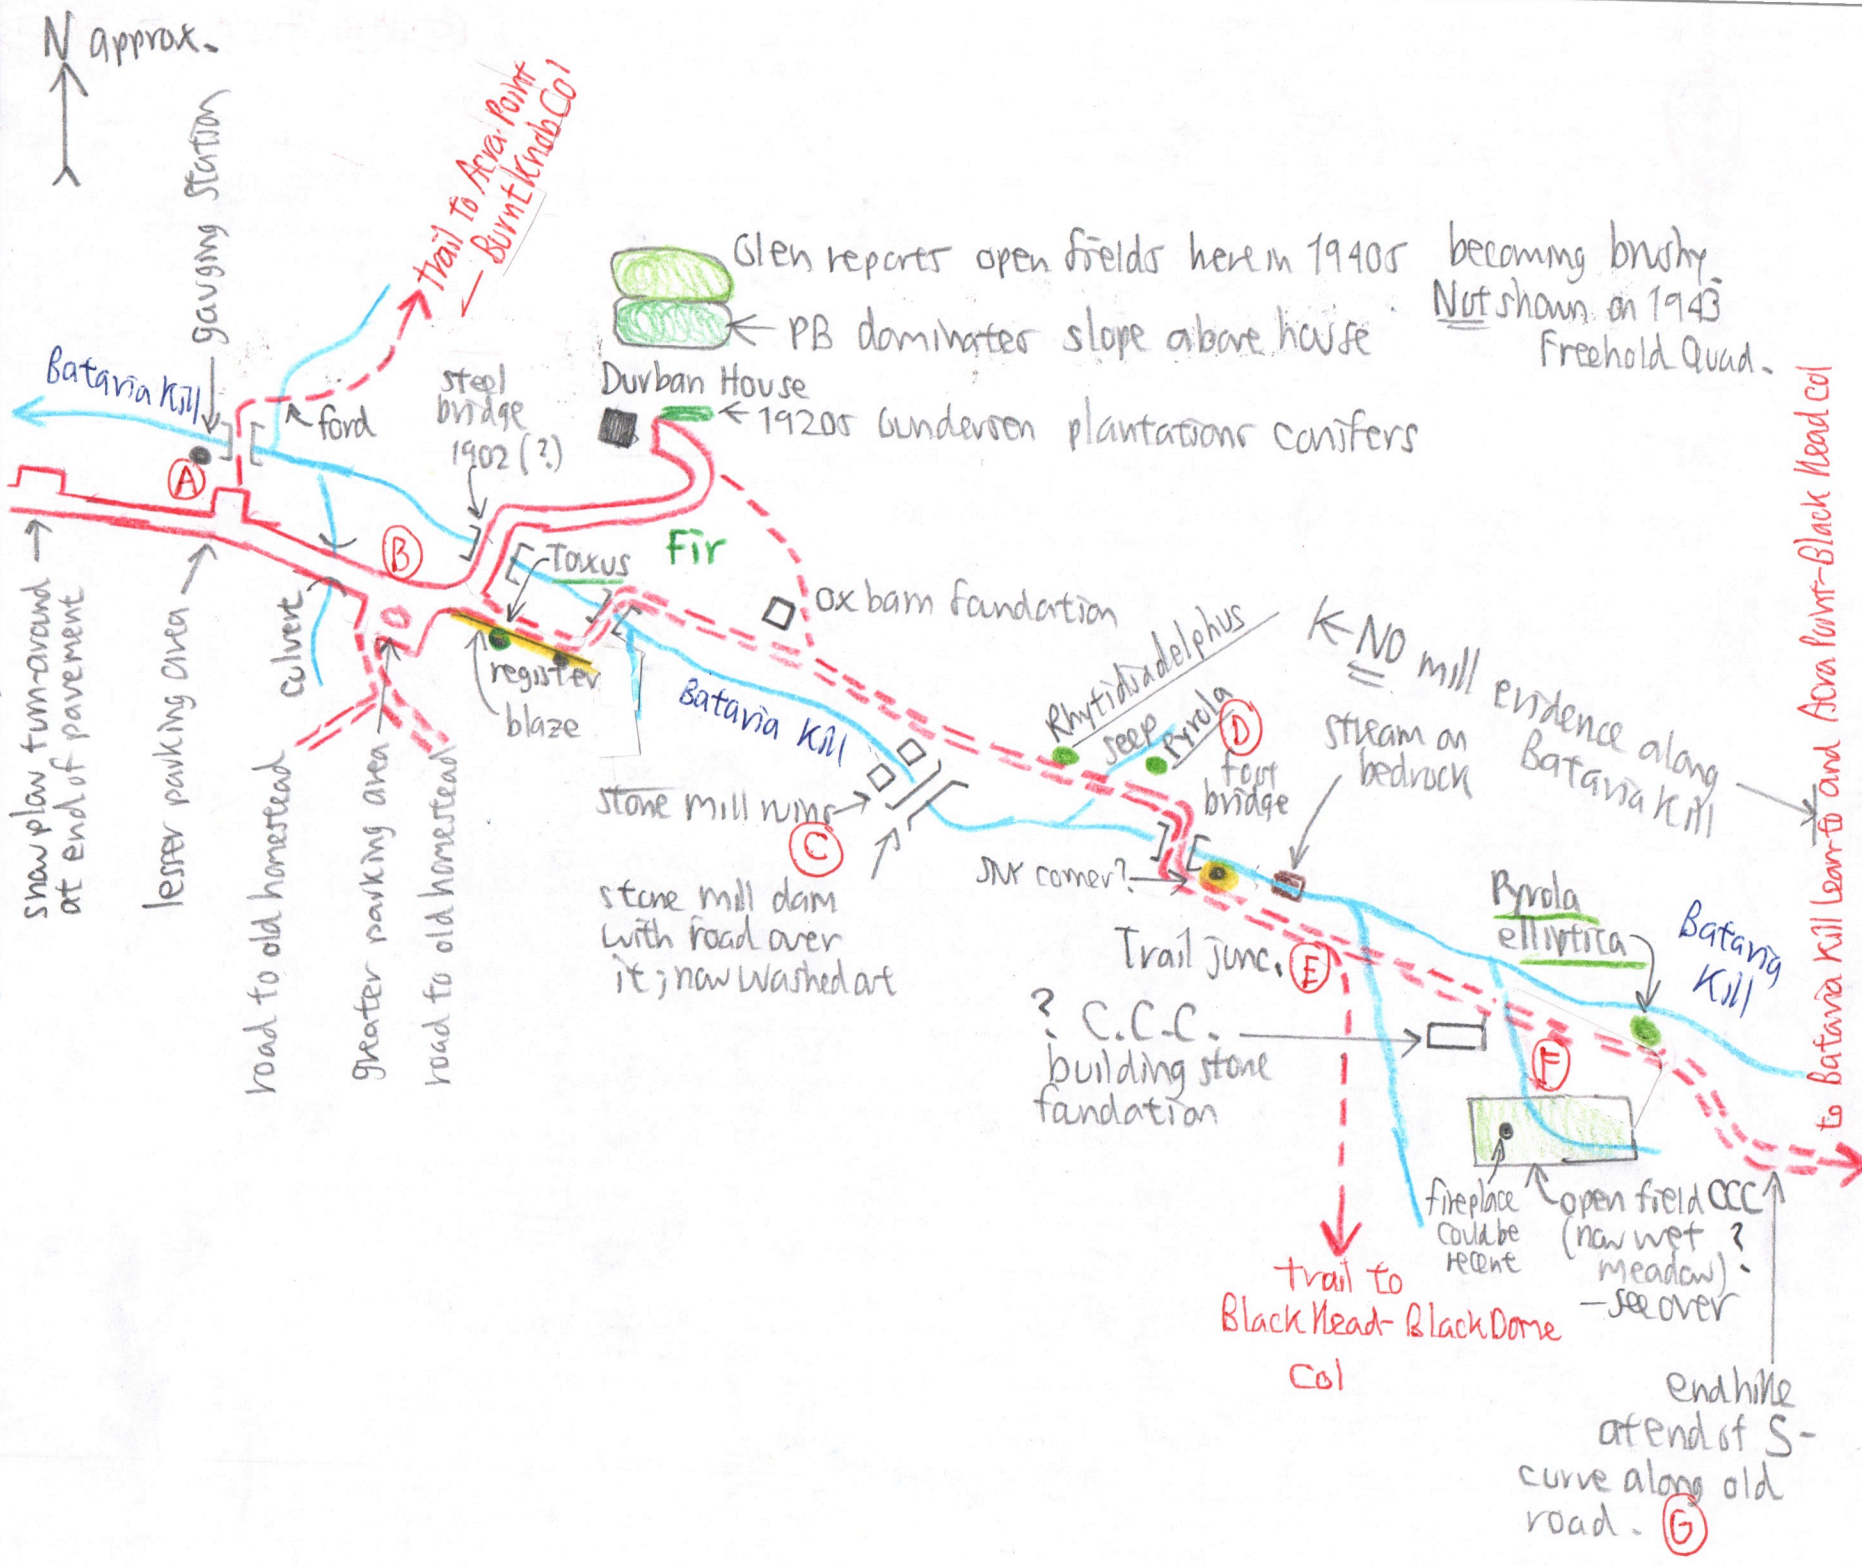 N approx.
gauging station
trail to Acra Point
— Burnt Knob Col
Glen reports open fields here in 1940s becoming brushy.
Not shown on 1943
Freehold Quad.
PB dominates slope above house
Durban House
1920s Gundersen plantations conifers
Batavia Kill
ford
steel
bridge
1902 (?)
A
B
Fir
Taxus
ox barn foundation
register
blaze
culvert
snow plow turn-around
at end of pavement
lesser parking area
road to old homestead
greater parking area
road to old homestead
Batavia Kill
stone mill ruins
C
stone mill dam
with road over
it; now washed out
Rhytidiadelphus
seep
Pyrola
D
foot
bridge
NO mill evidence along
Batavia Kill
stream on
bedrock
SNY corner?
Trail junc.
E
? C.C.C.
building stone
foundation
Pyrola
elliptica
Batavia
Kill
F
fireplace
could be
recent
open field CCC
(now wet ?
meadow).
— see over
trail to
Black Head-Black Dome
Col
end hike
at end of S-
curve along old
road. G
to Batavia Kill Lean-to and Acra Point-Black Head col